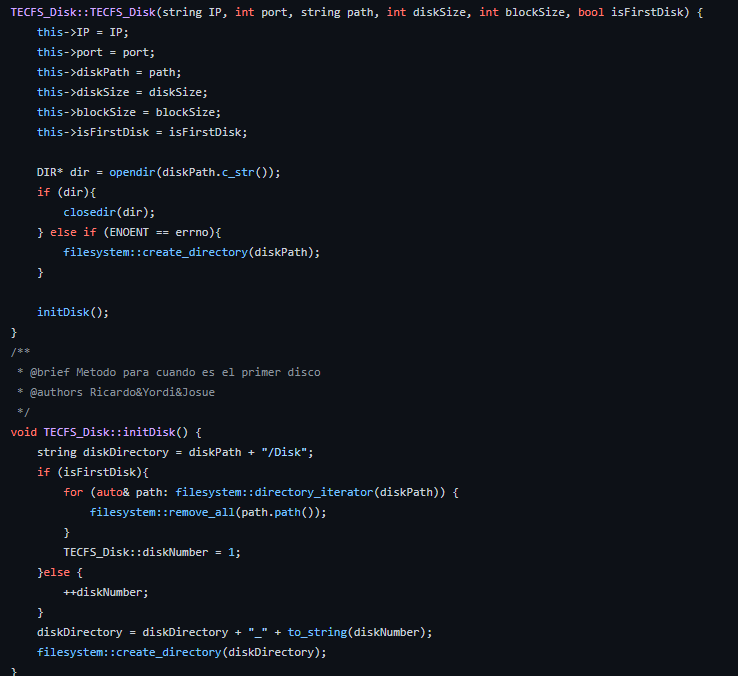 TECFS_Disk::TECFS_Disk(string IP, int port, string path, int diskSize, int blockSize, bool isFirstDisk) {
    this->IP = IP;
    this->port = port;
    this->diskPath = path;
    this->diskSize = diskSize;
    this->blockSize = blockSize;
    this->isFirstDisk = isFirstDisk;

    DIR* dir = opendir(diskPath.c_str());
    if (dir){
        closedir(dir);
    } else if (ENOENT == errno){
        filesystem::create_directory(diskPath);
    }

    initDisk();
}
/**
 * @brief Metodo para cuando es el primer disco
 * @authors Ricardo&Yordi&Josue
 */
void TECFS_Disk::initDisk() {
    string diskDirectory = diskPath + "/Disk";
    if (isFirstDisk){
        for (auto& path: filesystem::directory_iterator(diskPath)) {
            filesystem::remove_all(path.path());
        }
        TECFS_Disk::diskNumber = 1;
    }else {
        ++diskNumber;
    }
    diskDirectory = diskDirectory + "_" + to_string(diskNumber);
    filesystem::create_directory(diskDirectory);
}